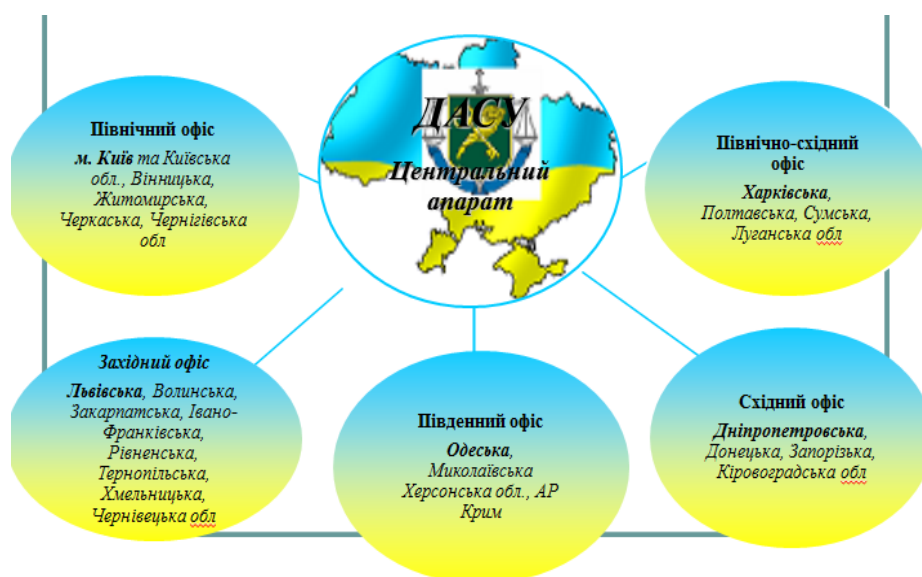 ДАСУ
Центральний
апарат
Північний офіс
м. Київ та Київська
обл., Вінницька,
Житомирська,
Черкаська, Чернігівська
обл
Північно-східний
офіс
Харківська,
Полтавська, Сумська,
Луганська обл
Західний офіс
Львівська, Волинська,
Закарпатська, Івано-
Франківська,
Рівненська,
Тернопільська,
Хмельницька,
Чернівецька обл
Південний офіс
Одеська,
Миколаївська
Херсонська обл., АР
Крим
Східний офіс
Дніпропетровська,
Донецька, Запорізька,
Кіровоградська обл